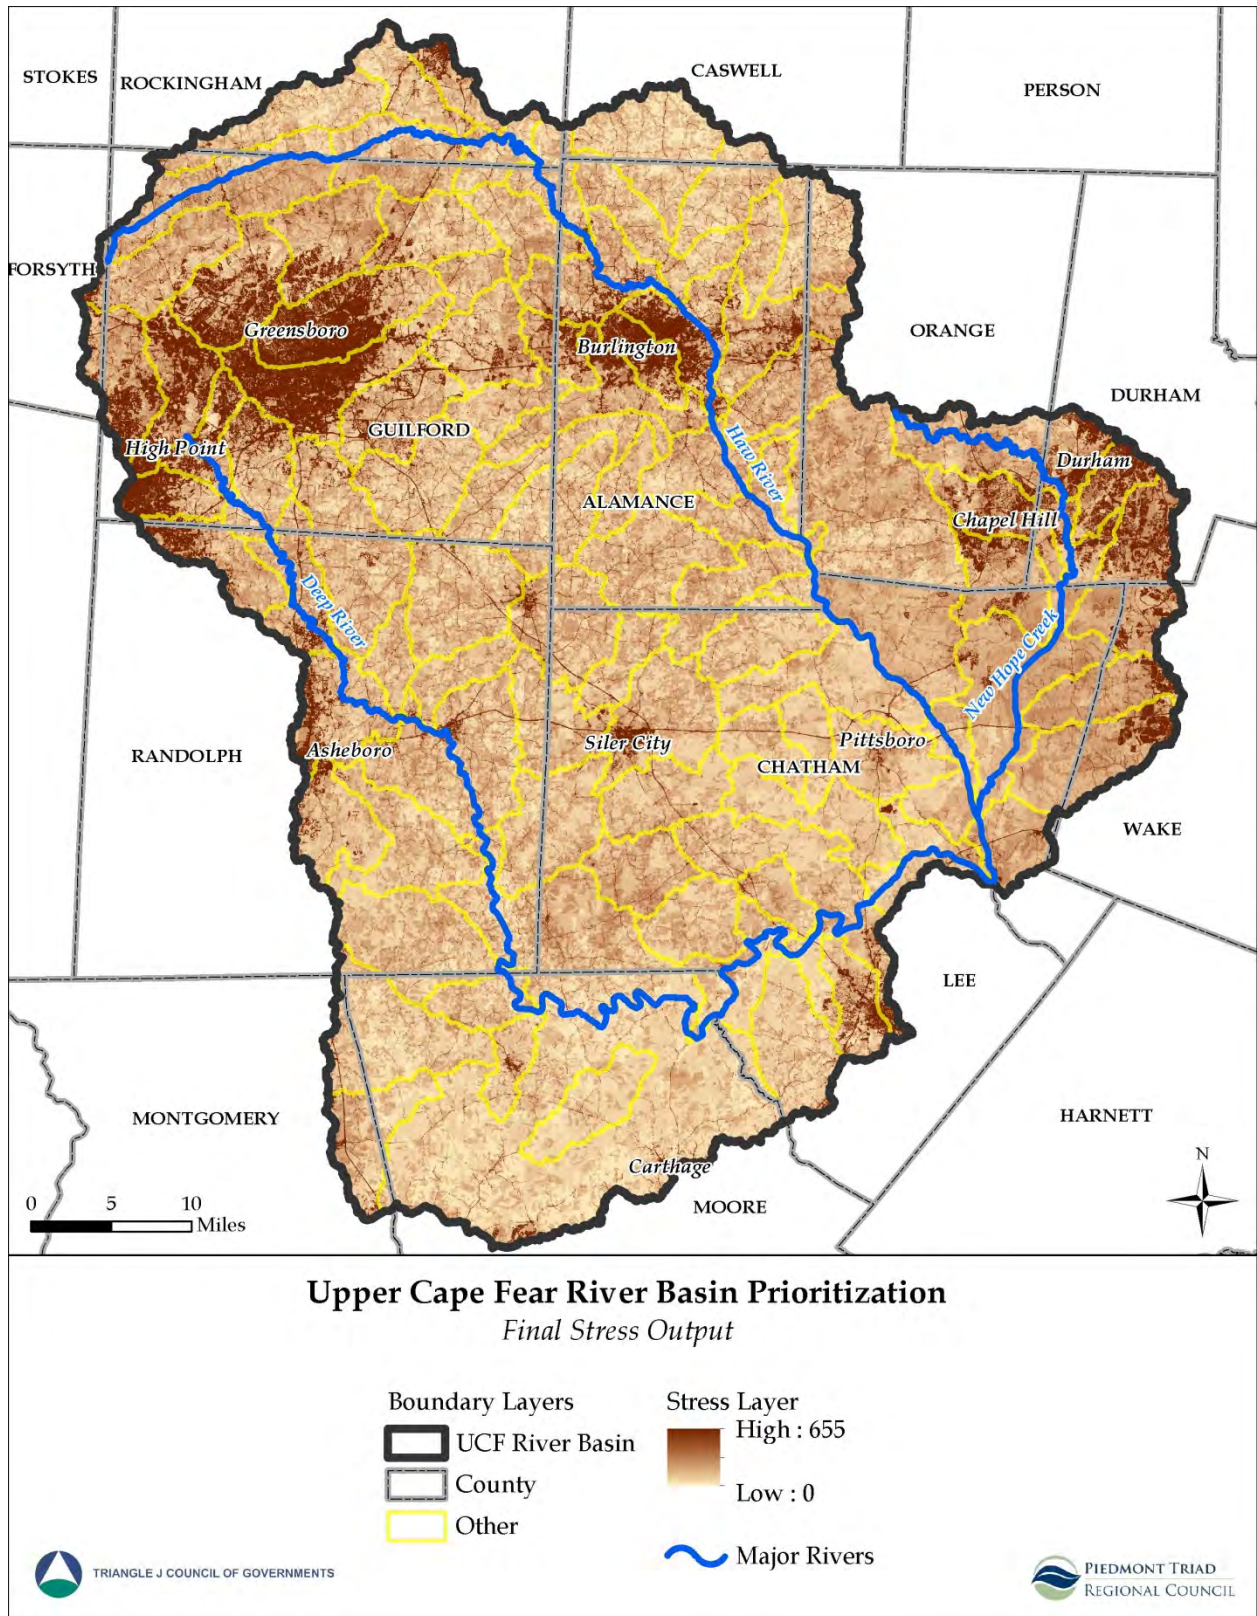 STOKES
ROCKINGHAM
CASWELL
PERSON
FORSYTH
ORANGE
DURHAM
Greensboro
Burlington
GUILFORD
High Point
Haw River
Durham
ALAMANCE
Chapel Hill
Deep River
New Hope Creek
RANDOLPH
Asheboro
Siler City
Pittsboro
CHATHAM
WAKE
LEE
MONTGOMERY
HARNETT
Carthage
MOORE
N
0 5 10
Miles
Upper Cape Fear River Basin Prioritization
Final Stress Output
Boundary Layers
UCF River Basin
County
Other
Stress Layer
High : 655
Low : 0
Major Rivers
TRIANGLE J COUNCIL OF GOVERNMENTS
PIEDMONT TRIAD
REGIONAL COUNCIL